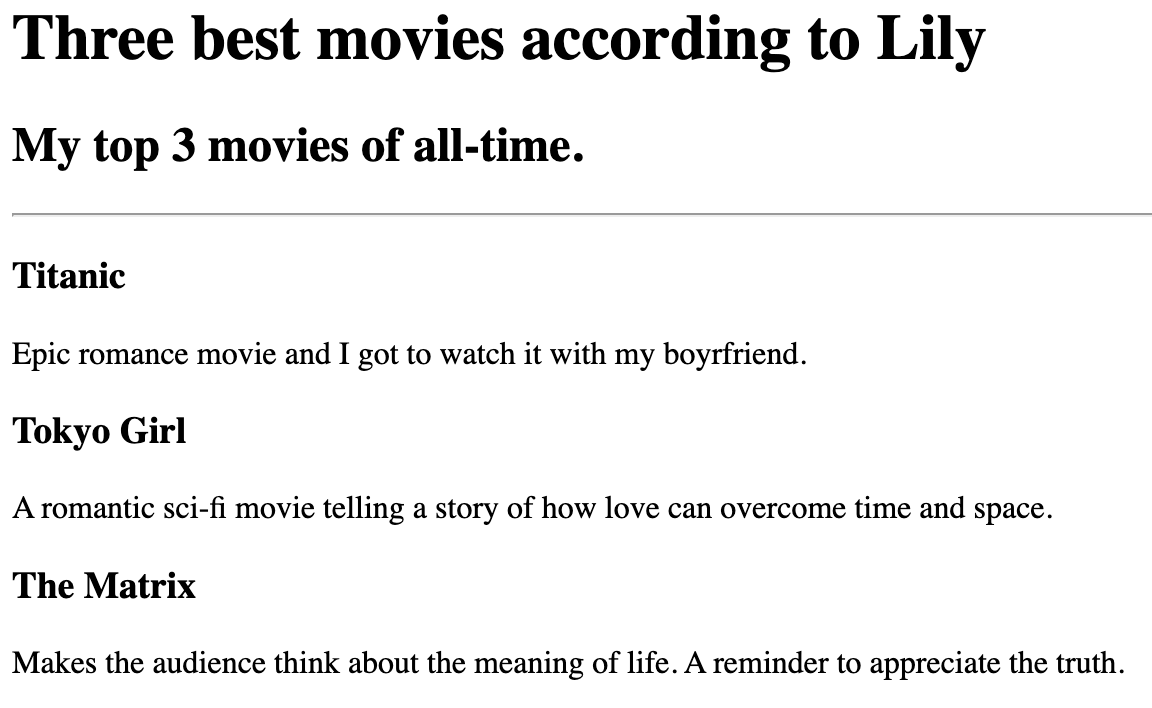 Three best movies according to Lily
My top 3 movies of all-time.
Titanic
Epic romance movie and I got to watch it with my boyrfriend.
Tokyo Girl
A romantic sci-fi movie telling a story of how love can overcome time and space.
The Matrix
Makes the audience think about the meaning of life. A reminder to appreciate the truth.